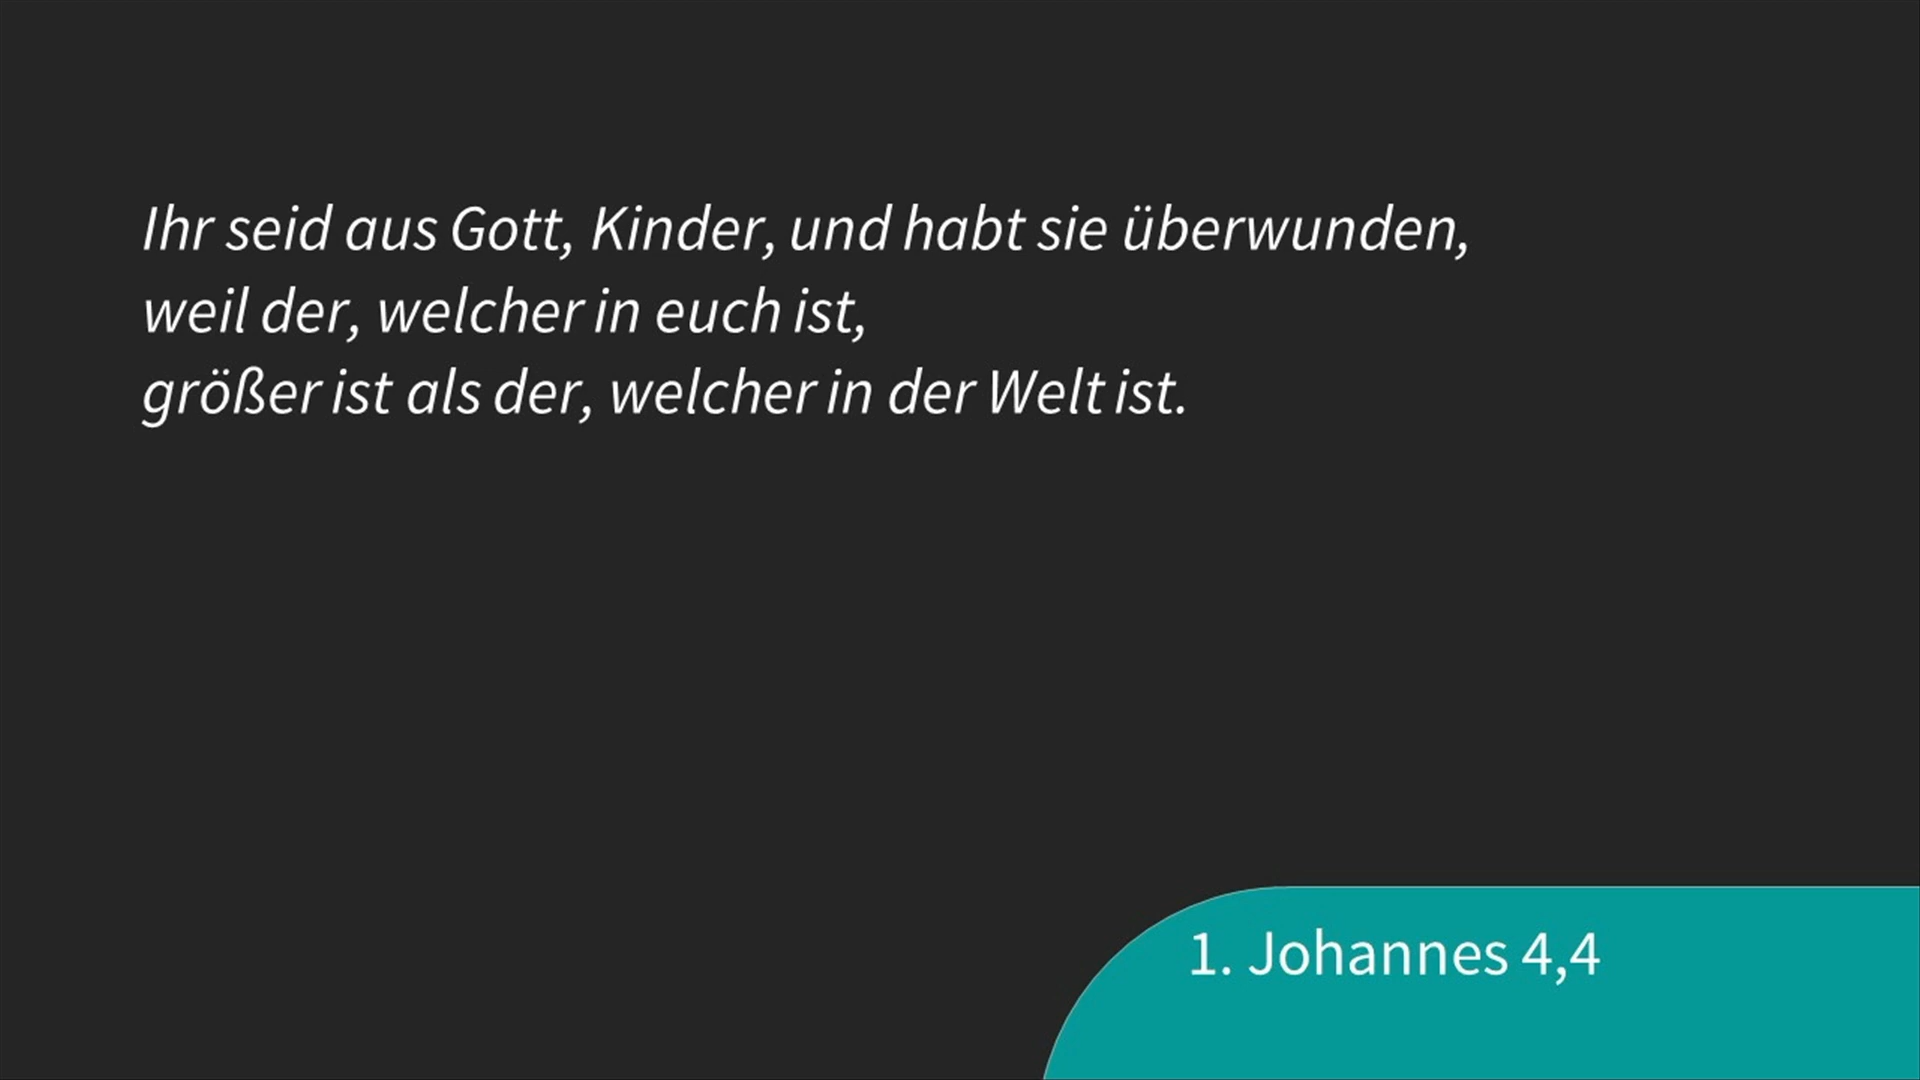 Ihr seid aus Gott, Kinder, und habt sie überwunden,
weil der, welcher in euch ist,
größer ist als der, welcher in der Welt ist.
1. Johannes 4,4